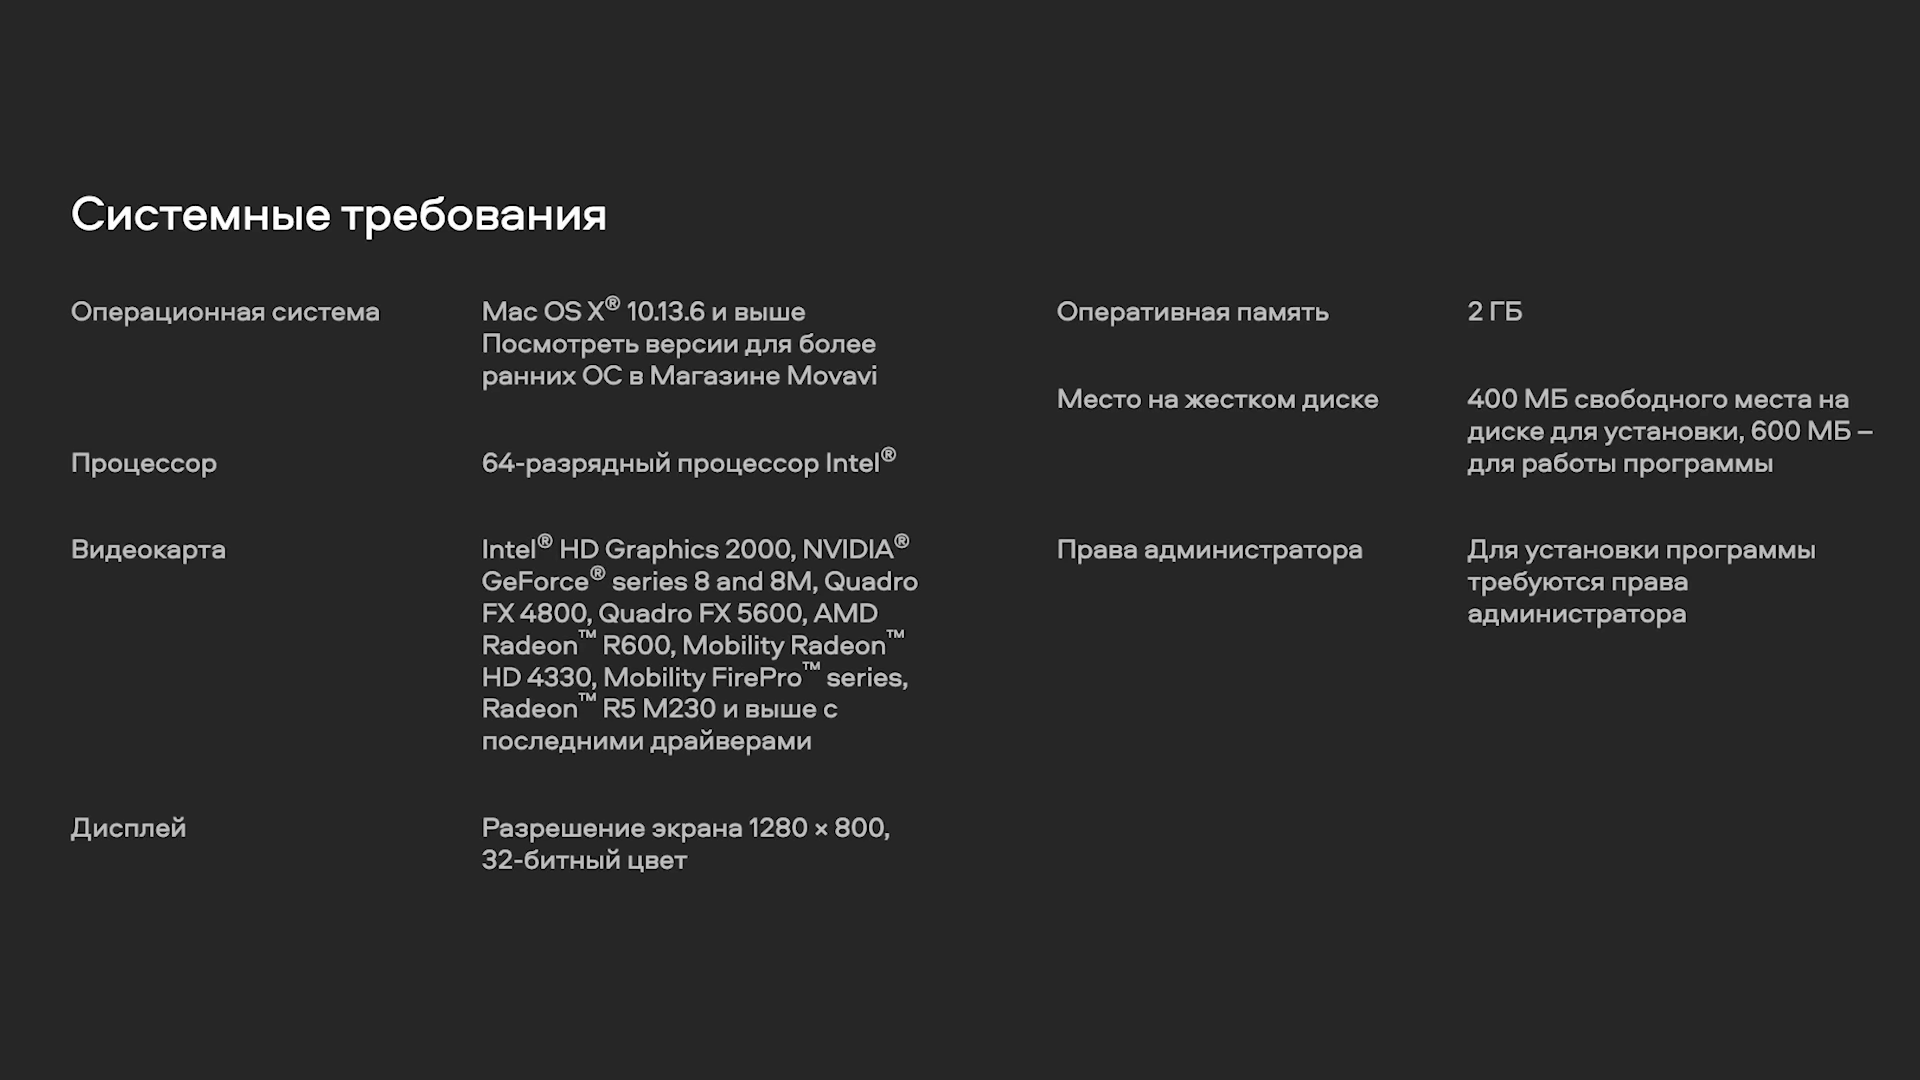 Системные требования
Операционная система
Mac OS X® 10.13.6 и выше
Посмотреть версии для более
ранних ОС в Магазине Movavi
Процессор
64-разрядный процессор Intel®
Видеокарта
Intel® HD Graphics 2000, NVIDIA®
GeForce® series 8 and 8M, Quadro
FX 4800, Quadro FX 5600, AMD
Radeon™ R600, Mobility Radeon™
HD 4330, Mobility FirePro™ series,
Radeon™ R5 M230 и выше с
последними драйверами
Дисплей
Разрешение экрана 1280 × 800,
32-битный цвет
Оперативная память
2 ГБ
Место на жестком диске
400 МБ свободного места на
диске для установки, 600 МБ –
для работы программы
Права администратора
Для установки программы
требуются права
администратора